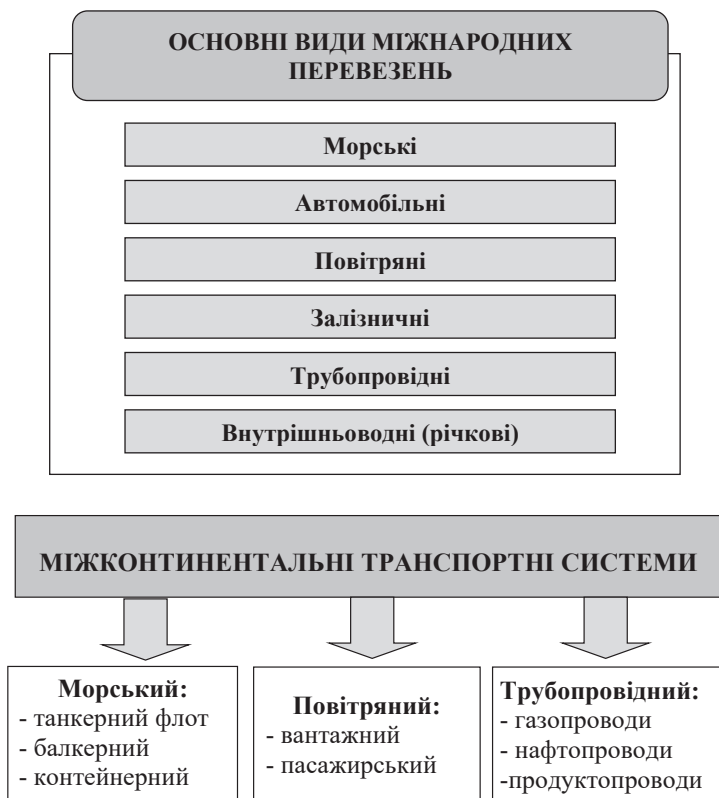 ОСНОВНІ ВИДИ МІЖНАРОДНИХ
ПЕРЕВЕЗЕНЬ
Морські
Автомобільні
Повітряні
Залізничні
Трубопровідні
Внутрішньоводні (річкові)
МІЖКОНТИНЕНТАЛЬНІ ТРАНСПОРТНІ СИСТЕМИ
Морський:
- танкерний флот
- балкерний
- контейнерний
Повітряний:
- вантажний
- пасажирський
Трубопровідний:
- газопроводи
- нафтопроводи
-продуктопроводи